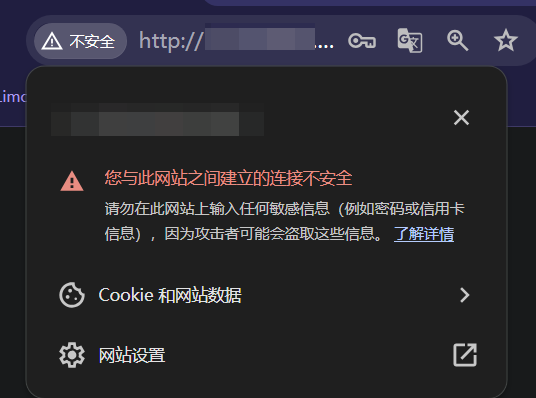 不安全 http://
....
Limo
您与此网站之间建立的连接不安全
请勿在此网站上输入任何敏感信息（例如密码或信用卡
信息），因为攻击者可能会盗取这些信息。 了解详情
Cookie 和网站数据
网站设置